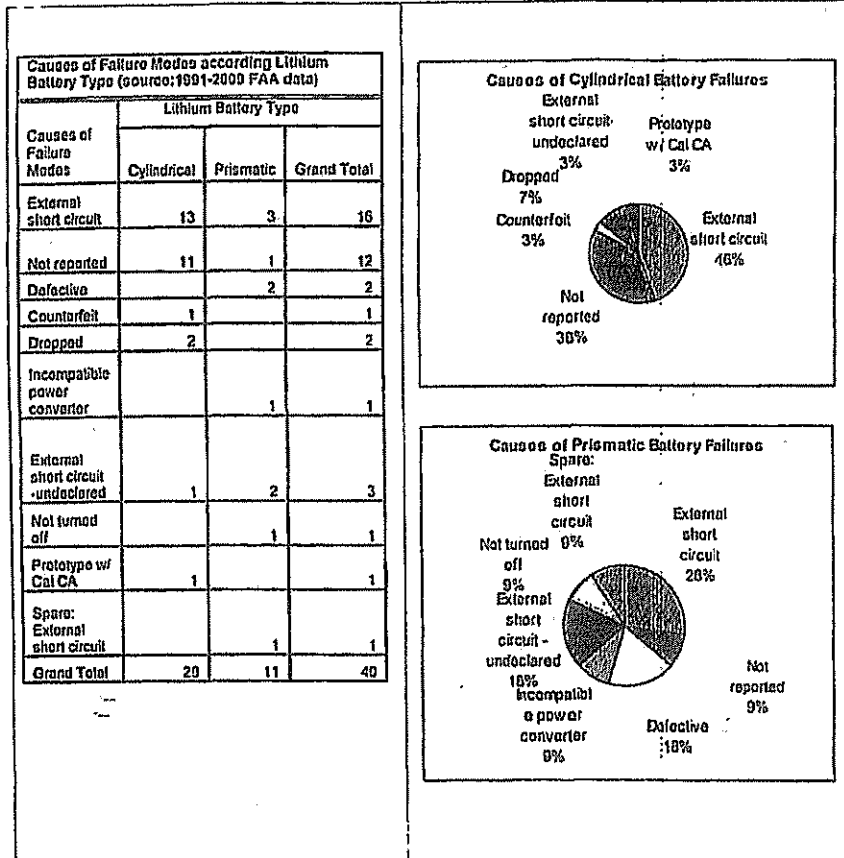 Causes of Failure Modes according Lithium
Battery Type (source:1991-2000 FAA data)
Lithium Battery Type
Causes of
Failure
Modes
Cylindrical Prismatic Grand Total
External
short circuit 13 3 16
Not reported 11 1 12
Defective 2 2
Counterfeit 1 1
Dropped 2 2
Incompatible
power
converter 1 1
External
short circuit
-undeclared 1 2 3
Not turned
off 1 1
Prototype w/
Cal CA 1 1
Spare:
External
short circuit 1 1
Grand Total 29 11 40
Causes of Cylindrical Battery Failures
External
short circuit-
undeclared
3%
Prototype
w/ Cal CA
3%
Dropped
7%
Counterfeit
3%
External
short circuit
46%
Not
reported
38%
Causes of Prismatic Battery Failures
Spare:
External
short
circuit
9%
External
short
circuit
28%
Not turned
off
9%
External
short
circuit -
undeclared
18%
Incompatibl
e power
converter
9%
Defective
18%
Not
reported
9%